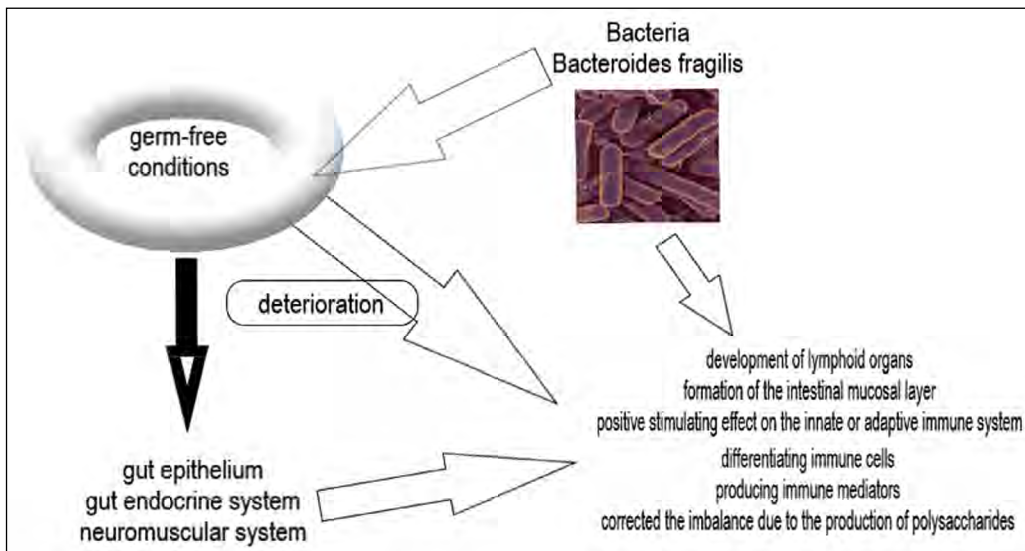 Bacteria
Bacteroides fragilis
germ-free
conditions
deterioration
development of lymphoid organs
formation of the intestinal mucosal layer
positive stimulating effect on the innate or adaptive immune system
differentiating immune cells
producing immune mediators
corrected the imbalance due to the production of polysaccharides
gut epithelium
gut endocrine system
neuromuscular system